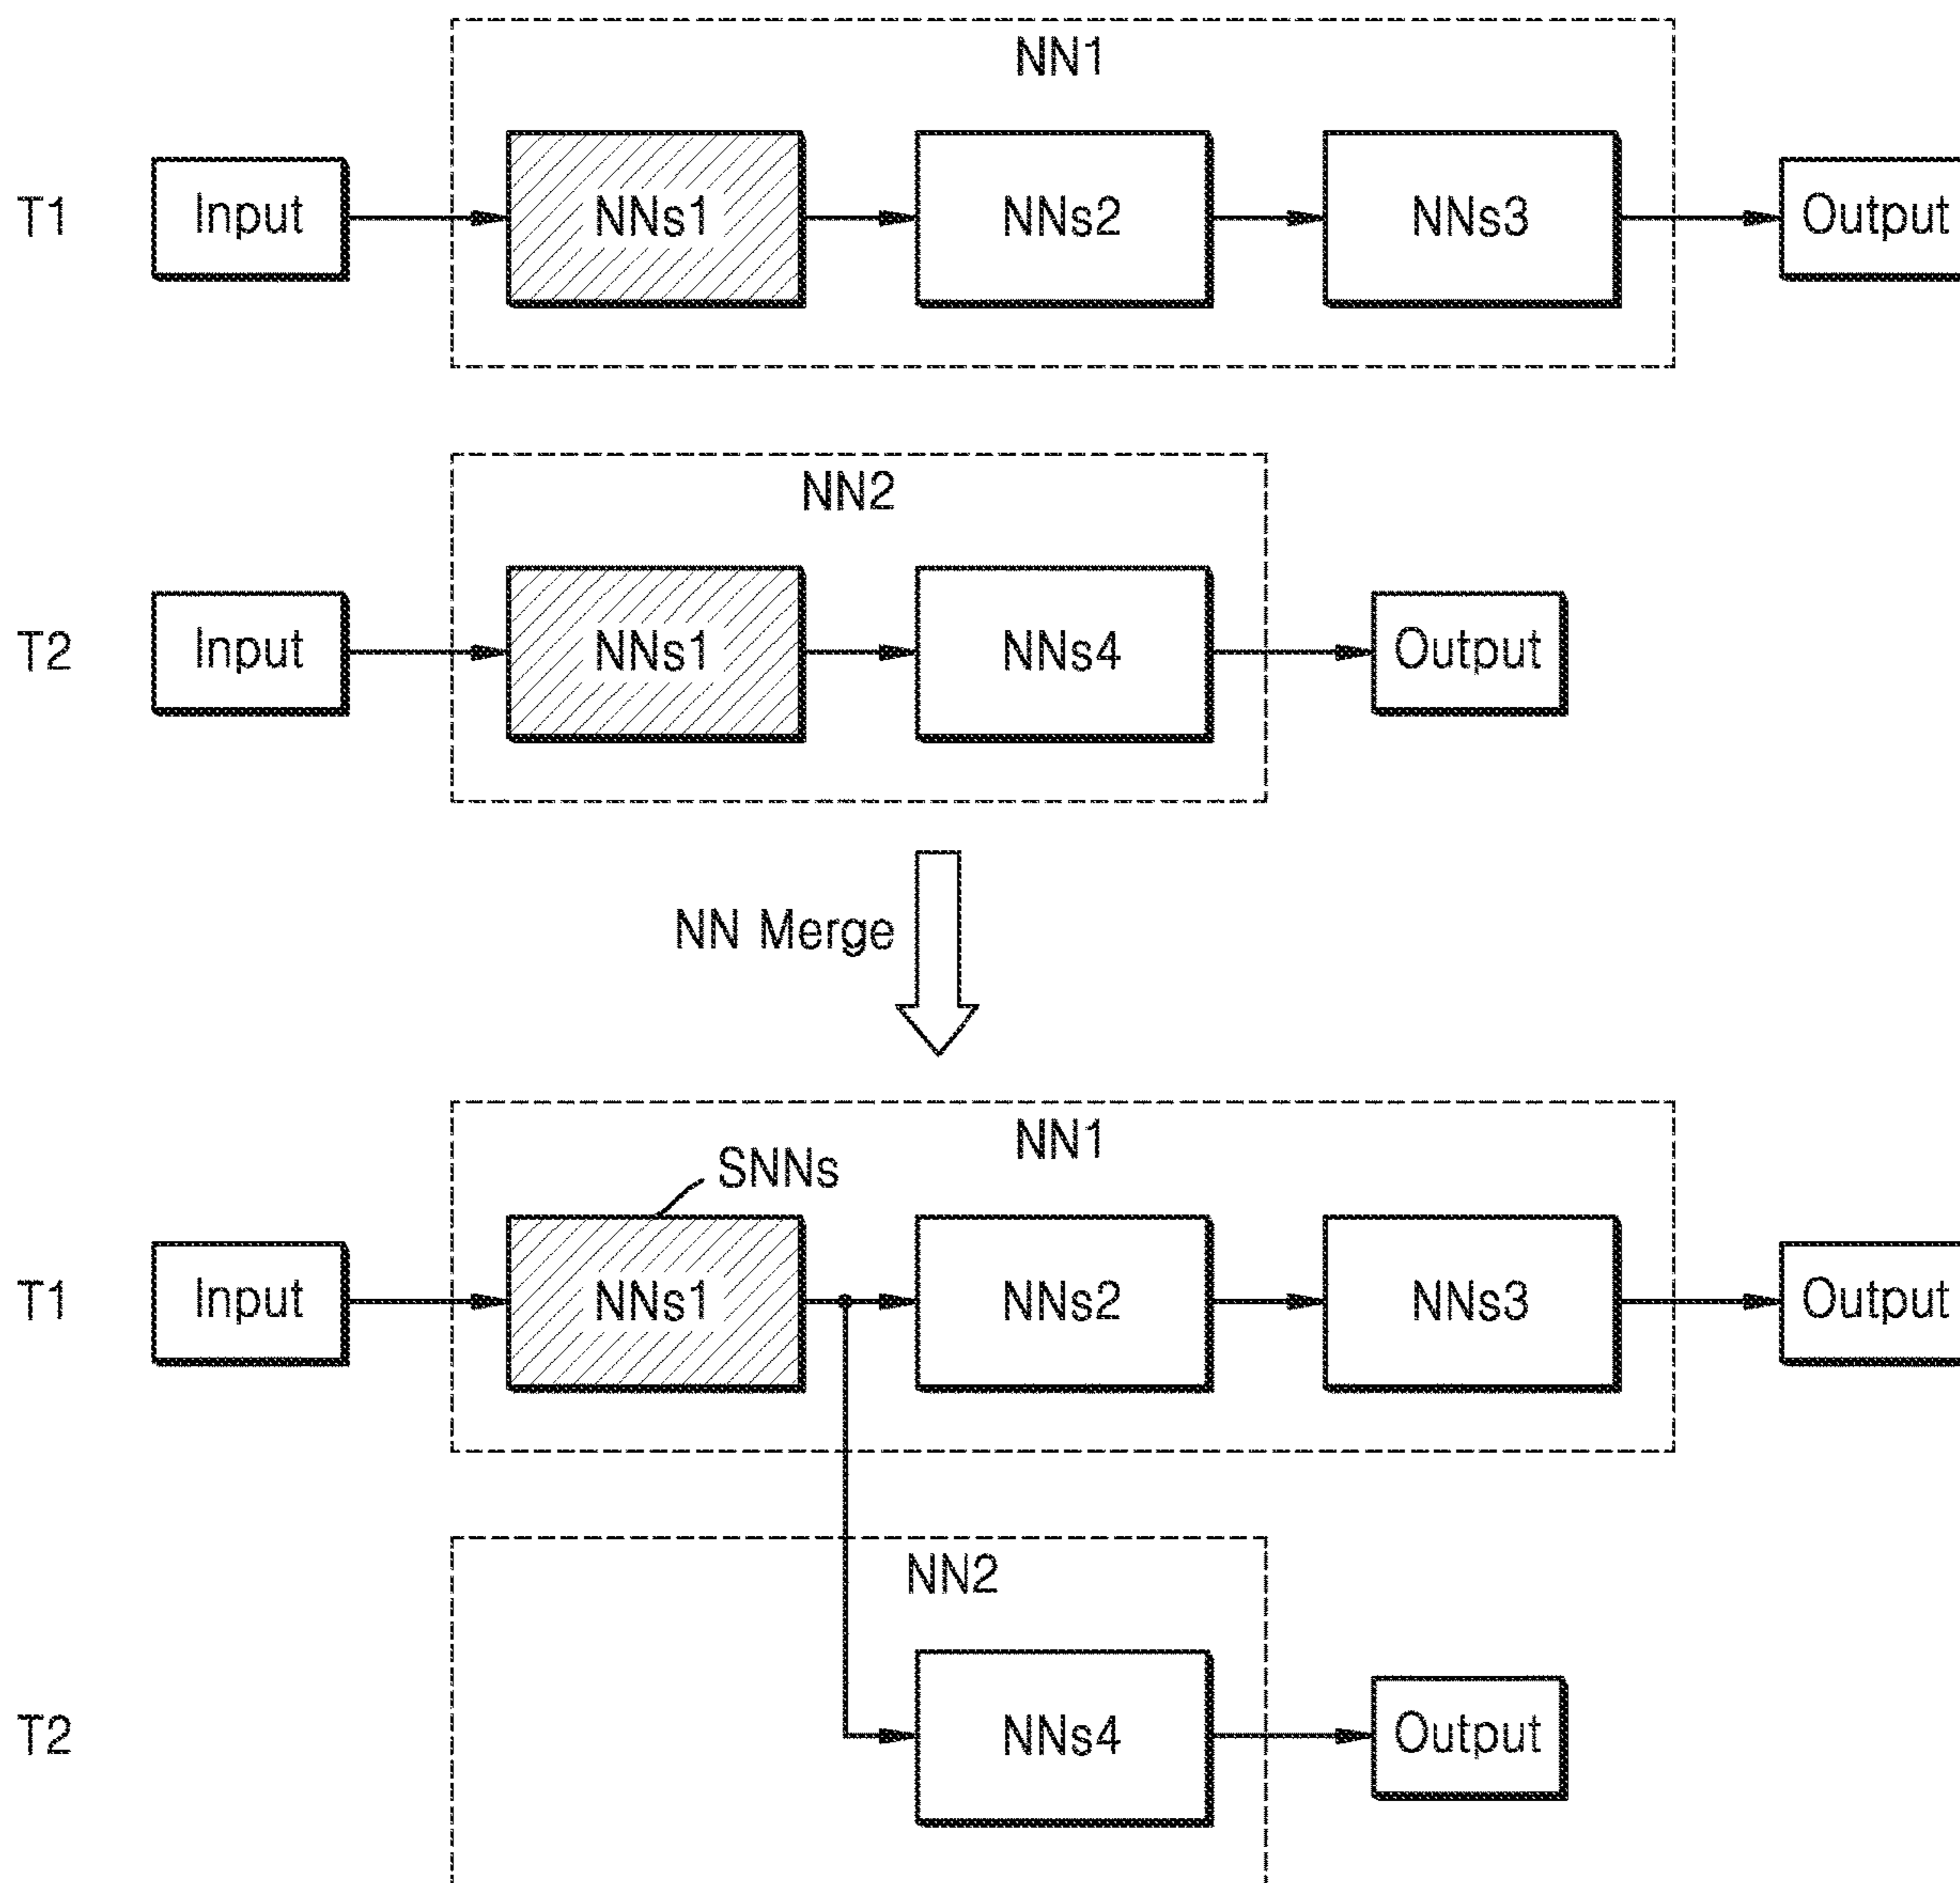 NN1
T1 Input NNs1 NNs2 NNs3 Output
NN2
T2 Input NNs1 NNs4 Output
NN Merge
NN1
SNNs
T1 Input NNs1 NNs2 NNs3 Output
NN2
T2 NNs4 Output